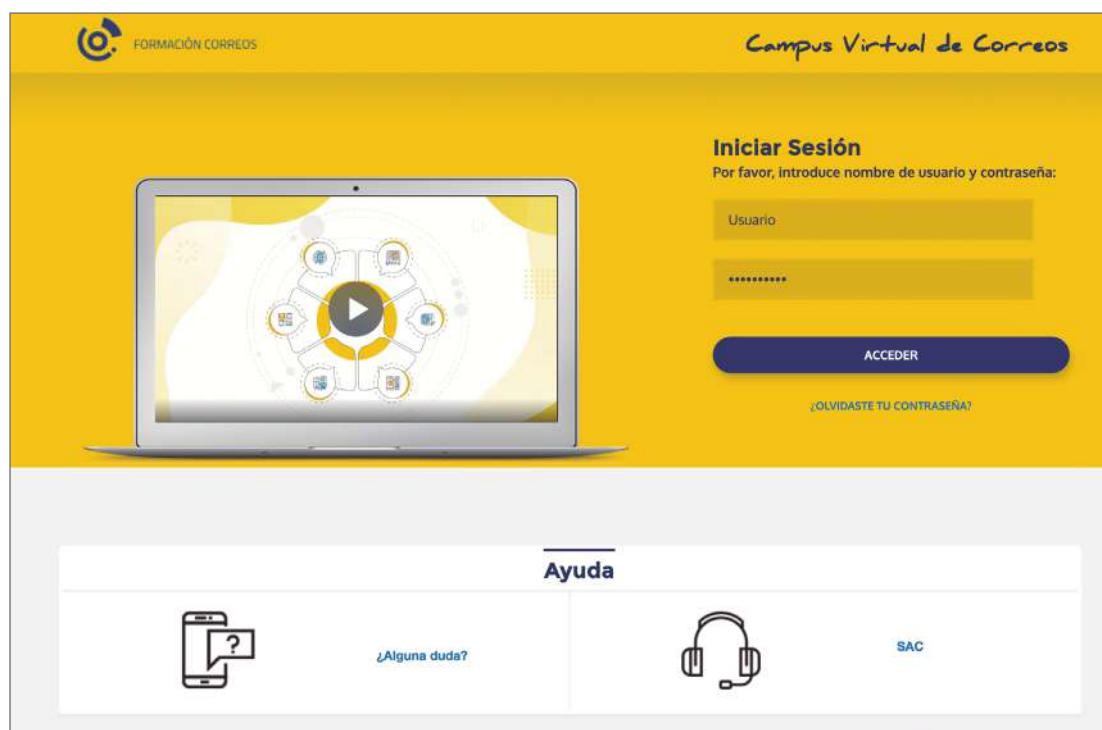 FORMACIÓN CORREOS
Campus Virtual de Correos
Iniciar Sesión
Por favor, introduce nombre de usuario y contraseña:
Usuario
••••••••••
ACCEDER
¿OLVIDASTE TU CONTRASEÑA?
Ayuda
?
¿Alguna duda?
SAC